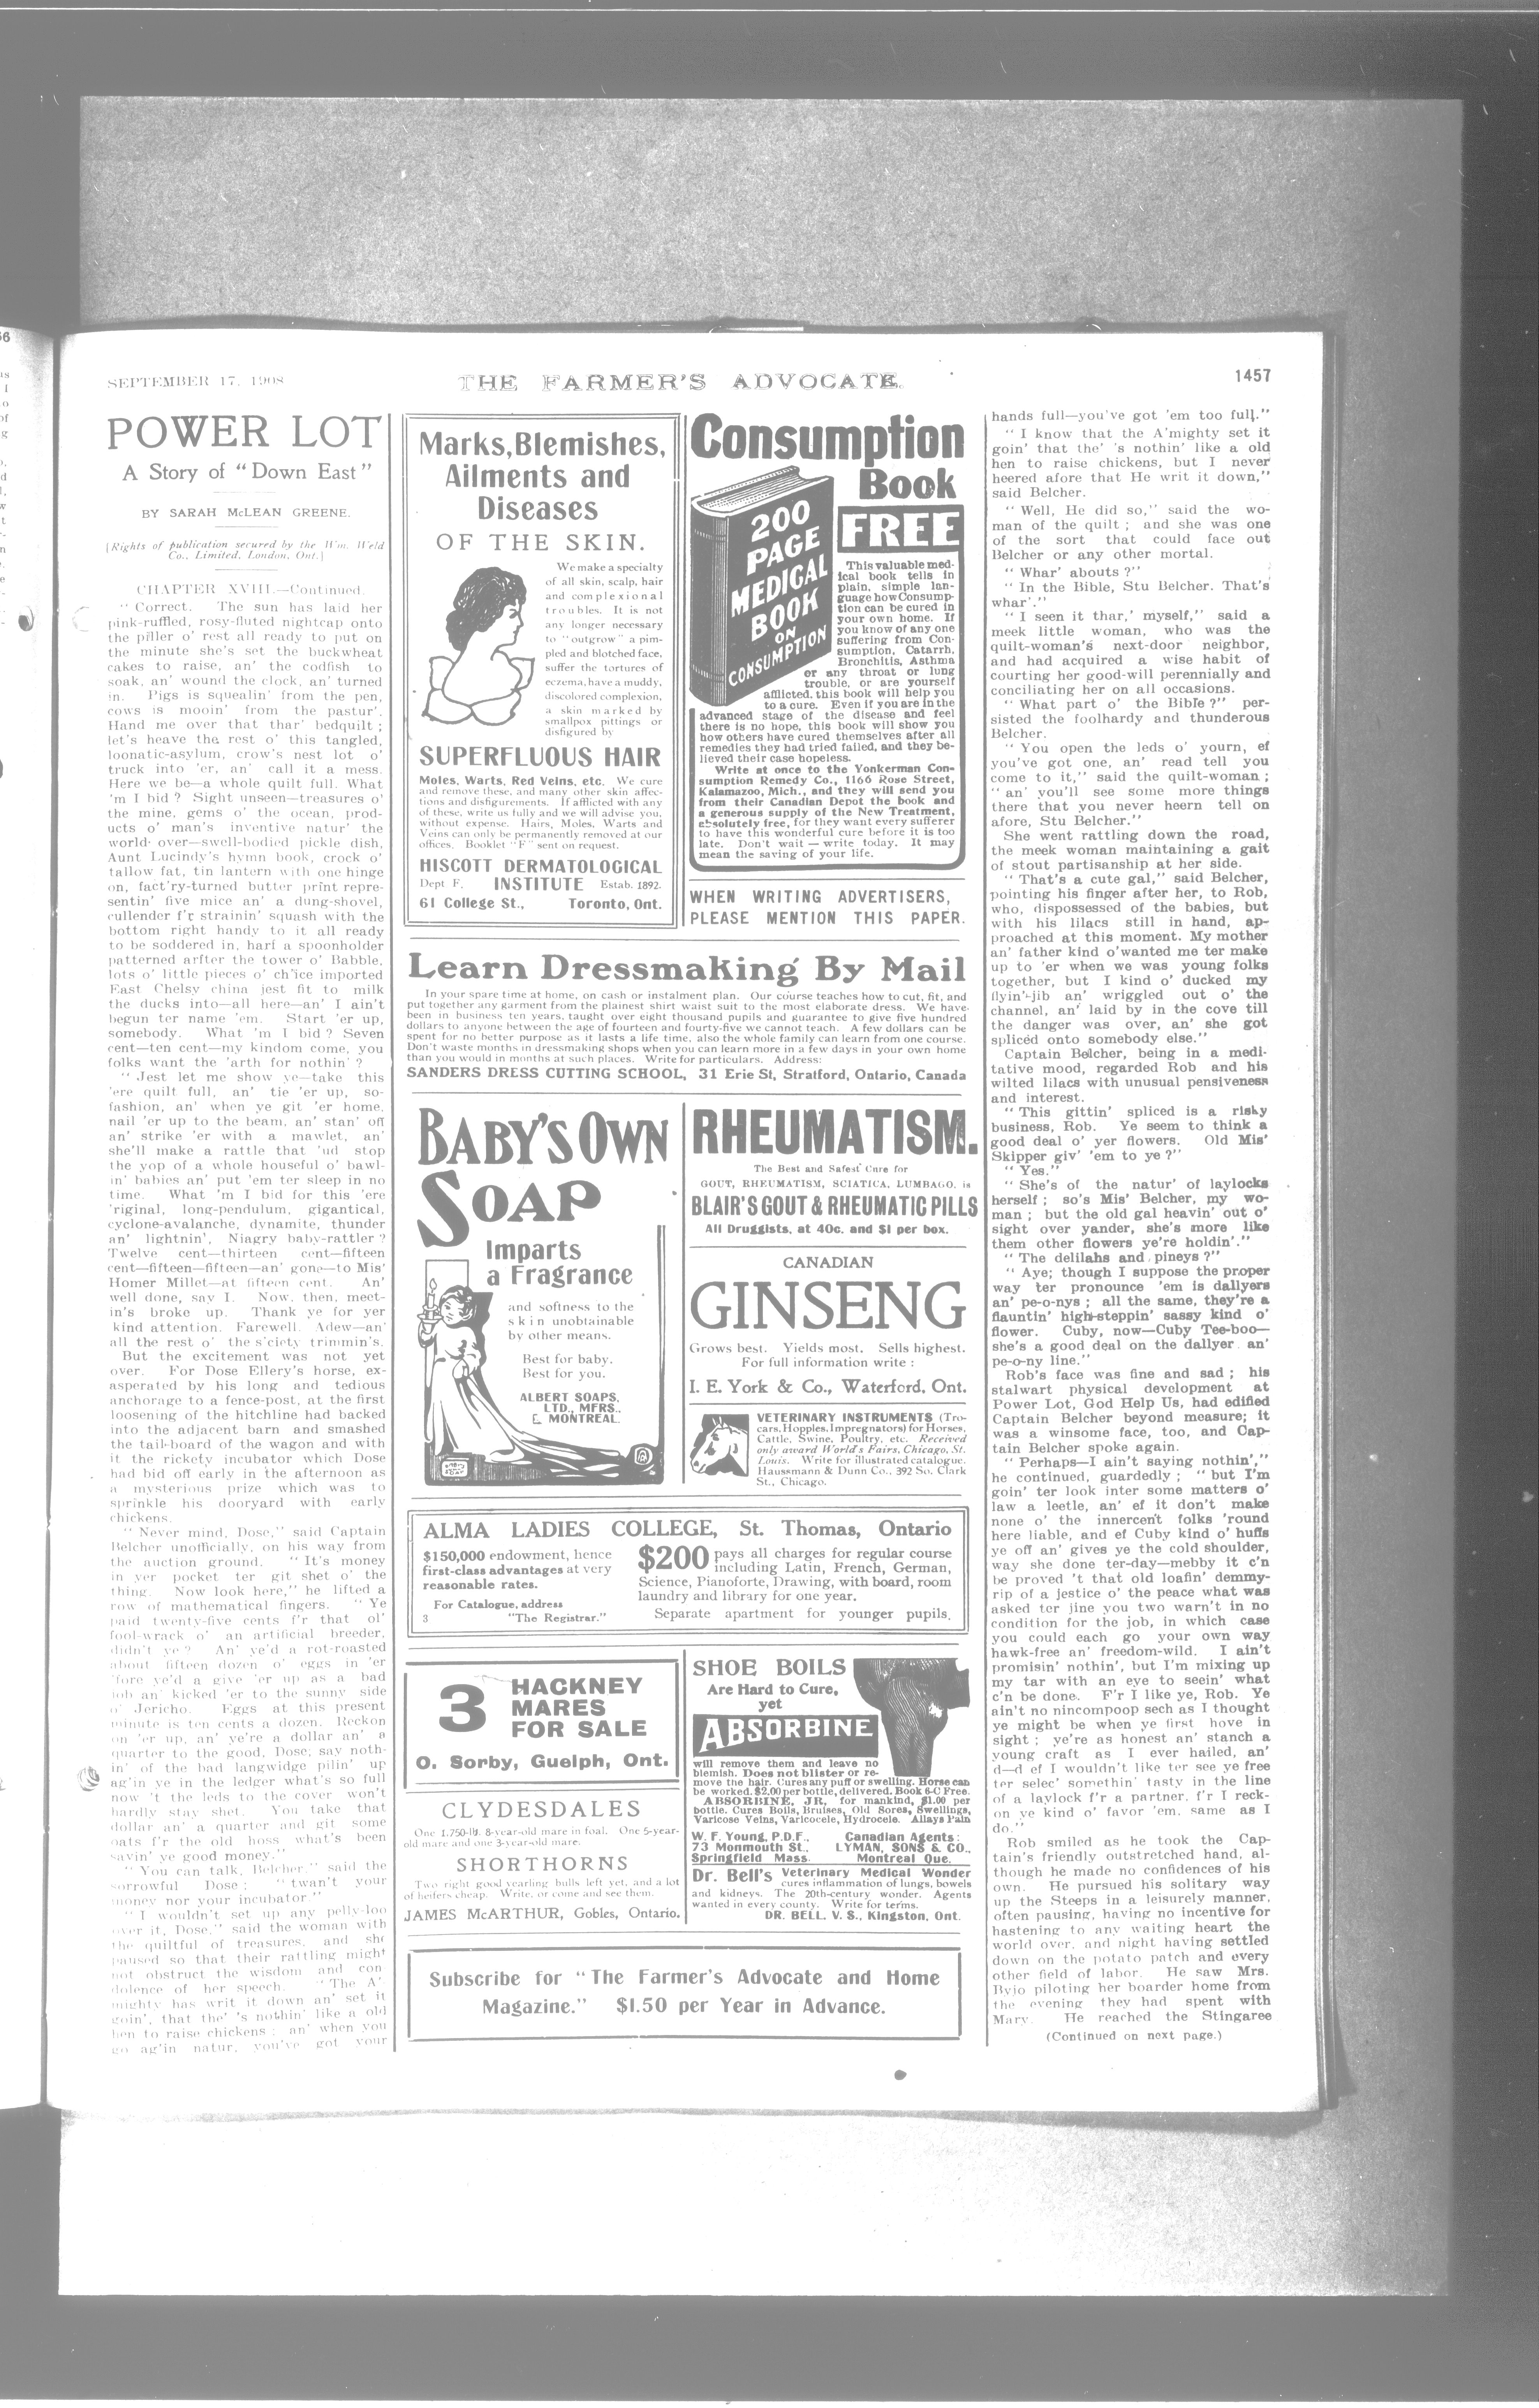 SEPTEMBER 17, 1908
THE FARMER'S ADVOCATE.
1457
POWER LOT
A Story of "Down East"
BY SARAH McLEAN GREENE.
[Rights of publication secured by the Wm. Weld
Co., Limited, London, Ont.]
CHAPTER XVIII.—Continued.
"Correct. The sun has laid her
pink-ruffled, rosy-fluted nightcap onto
the piller o' rest all ready to put on
the minute she's set the buckwheat
cakes to raise, an' the codfish to
soak, an' wound the clock, an' turned
in. Pigs is squealin' from the pen,
cows is mooin' from the pastur'.
Hand me over that thar' bedquilt ;
let's heave the rest o' this tangled,
loonatic-asylum, crow's nest lot o'
truck into 'er, an' call it a mess.
Here we be—a whole quilt full. What
'm I bid ? Sight unseen—treasures o'
the mine, gems o' the ocean, prod-
ucts o' man's inventive natur' the
world over—swell-bodied pickle dish,
Aunt Lucindy's hymn book, crock o'
tallow fat, tin lantern with one hinge
on, fact'ry-turned butter print repre-
sentin' five mice an' a dung-shovel,
cullender f'r strainin' squash with the
bottom right handy to it all ready
to be soddered in, harf a spoonholder
patterned arfter the tower o' Babble,
lots o' little pieces o' ch'ice imported
East Chelsy china jest fit to milk
the ducks into—all here—an' I ain't
begun ter name 'em. Start 'er up,
somebody. What 'm I bid ? Seven
cent—ten cent—my kindom come, you
folks want the 'arth for nothin' ?
"Jest let me show ye—take this
'ere quilt full, an' tie 'er up, so-
fashion, an' when ye git 'er home,
nail 'er up to the beam, an' stan' off
an' strike 'er with a mawlet, an'
she'll make a rattle that 'ud stop
the yop of a whole houseful o' bawl-
in' babies an' put 'em ter sleep in no
time. What 'm I bid for this 'ere
'riginal, long-pendulum, gigantical,
cyclone-avalanche, dynamite, thunder
an' lightnin', Niagry baby-rattler ?
Twelve cent—thirteen cent—fifteen
cent—fifteen—fifteen—an' gone—to Mis'
Homer Millet—at fifteen cent. An'
well done, say I. Now, then, meet-
in's broke up. Thank ye for yer
kind attention. Farewell. Adew—an'
all the rest o' the s'ciety trimmin's.
But the excitement was not yet
over. For Dose Ellery's horse, ex-
asperated by his long and tedious
anchorage to a fence-post, at the first
loosening of the hitchline had backed
into the adjacent barn and smashed
the tail-board of the wagon and with
it the rickety incubator which Dose
had bid off early in the afternoon as
a mysterious prize which was to
sprinkle his dooryard with early
chickens.
"Never mind, Dose," said Captain
Belcher unofficially, on his way from
the auction ground. "It's money
in yer pocket ter git shet o' the
thing. Now look here," he lifted a
row of mathematical fingers. "Ye
paid twenty-five cents f'r that ol'
fool-wrack o' an artificial breeder,
didn't ye ? An' ye'd a rot-roasted
about fifteen dozen o' eggs in 'er
'fore ye'd a give 'er up as a bad
job an' kicked 'er to the sunny side
o' Jericho. Eggs at this present
minute is ten cents a dozen. Reckon
on 'er up, an' ye're a dollar an' a
quarter to the good, Dose; say noth-
in' of the bad langwidge pilin' up
ag'in ye in the ledger what's so full
now 't the leds to the cover won't
hardly stay shet. You take that
dollar an' a quarter and git some
oats f'r the old hoss what's been
savin' ye good money."
"You can talk, Belcher," said the
sorrowful Dose ; "twan't your
money nor your incubator."
"I wouldn't set up any pelly-loo
over it, Dose," said the woman with
the quiltful of treasures, and she
paused so that their rattling might
not obstruct the wisdom and con
dolence of her speech. "The A'
mighty has writ it down an' set it
goin', that the' 's nothin' like a old
hen to raise chickens ; an' when you
go ag'in natur, you've got your
Marks, Blemishes,
Ailments and
Diseases
OF THE SKIN.
We make a specialty
of all skin, scalp, hair
and complexional
troubles. It is not
any longer necessary
to "outgrow" a pim-
pled and blotched face,
suffer the tortures of
eczema, have a muddy,
discolored complexion,
a skin marked by
smallpox pittings or
disfigured by
SUPERFLUOUS HAIR
Moles, Warts, Red Veins, etc. We cure
and remove these, and many other skin affec-
tions and disfigurements. If afflicted with any
of these, write us fully and we will advise you,
without expense. Hairs, Moles, Warts and
Veins can only be permanently removed at our
offices. Booklet "F" sent on request.
HISCOTT DERMATOLOGICAL
Dept F. INSTITUTE Estab. 1892.
61 College St., Toronto, Ont.
Consumption
Book
FREE
200
PAGE
MEDICAL
BOOK
ON
CONSUMPTION
This valuable med-
ical book tells in
plain, simple lan-
guage how Consump-
tion can be cured in
your own home. If
you know of any one
suffering from Con-
sumption, Catarrh,
Bronchitis, Asthma
or any throat or lung
trouble, or are yourself
afflicted, this book will help you
to a cure. Even if you are in the
advanced stage of the disease and feel
there is no hope, this book will show you
how others have cured themselves after all
remedies they had tried failed, and they be-
lieved their case hopeless.
Write at once to the Yonkerman Con-
sumption Remedy Co., 1166 Rose Street,
Kalamazoo, Mich., and they will send you
from their Canadian Depot the book and
a generous supply of the New Treatment,
absolutely free, for they want every sufferer
to have this wonderful cure before it is too
late. Don't wait — write today. It may
mean the saving of your life.
WHEN WRITING ADVERTISERS,
PLEASE MENTION THIS PAPER.
Learn Dressmaking By Mail
In your spare time at home, on cash or instalment plan. Our course teaches how to cut, fit, and
put together any garment from the plainest shirt waist suit to the most elaborate dress. We have
been in business ten years, taught over eight thousand pupils and guarantee to give five hundred
dollars to anyone between the age of fourteen and fourty-five we cannot teach. A few dollars can be
spent for no better purpose as it lasts a life time, also the whole family can learn from one course.
Don't waste months in dressmaking shops when you can learn more in a few days in your own home
than you would in months at such places. Write for particulars. Address:
SANDERS DRESS CUTTING SCHOOL, 31 Erie St, Stratford, Ontario, Canada
BABY'S OWN
SOAP
Imparts
a Fragrance
and softness to the
skin unobtainable
by other means.
Best for baby.
Best for you.
ALBERT SOAPS,
LTD., MFRS.,
MONTREAL.
RHEUMATISM.
The Best and Safest Cure for
GOUT, RHEUMATISM, SCIATICA, LUMBAGO, is
BLAIR'S GOUT & RHEUMATIC PILLS
All Druggists, at 40c. and $1 per box.
CANADIAN
GINSENG
Grows best. Yields most. Sells highest.
For full information write :
I. E. York & Co., Waterford, Ont.
VETERINARY INSTRUMENTS (Tro-
cars, Hopples, Impregnators) for Horses,
Cattle, Swine, Poultry, etc. Received
only award World's Fairs, Chicago, St.
Louis. Write for illustrated catalogue.
Haussmann & Dunn Co., 392 So. Clark
St., Chicago.
ALMA LADIES COLLEGE, St. Thomas, Ontario
$150,000 endowment, hence
first-class advantages at very
reasonable rates.
For Catalogue, address
3 "The Registrar."
$200 pays all charges for regular course
including Latin, French, German,
Science, Pianoforte, Drawing, with board, room
laundry and library for one year.
Separate apartment for younger pupils.
3 HACKNEY
MARES
FOR SALE
O. Sorby, Guelph, Ont.
CLYDESDALES
One 1,750-lb. 8-year-old mare in foal. One 5-year-
old mare and one 3-year-old mare.
SHORTHORNS
Two right good yearling bulls left yet, and a lot
of heifers cheap. Write, or come and see them.
JAMES McARTHUR, Gobles, Ontario.
SHOE BOILS
Are Hard to Cure,
yet
ABSORBINE
will remove them and leave no
blemish. Does not blister or re-
move the hair. Cures any puff or swelling. Horse can
be worked. $2.00 per bottle, delivered. Book 6-C Free.
ABSORBINE, JR., for mankind, $1.00 per
bottle. Cures Boils, Bruises, Old Sores, Swellings,
Varicose Veins, Varicocele, Hydrocele. Allays Pain
W. F. Young, P.D.F., Canadian Agents:
73 Monmouth St., LYMAN, SONS & CO.,
Springfield Mass. Montreal Que.
Dr. Bell's Veterinary Medical Wonder
cures inflammation of lungs, bowels
and kidneys. The 20th-century wonder. Agents
wanted in every county. Write for terms.
DR. BELL, V. S., Kingston, Ont.
Subscribe for "The Farmer's Advocate and Home
Magazine." $1.50 per Year in Advance.
hands full—you've got 'em too full."
"I know that the A'mighty set it
goin' that the' 's nothin' like a old
hen to raise chickens, but I never
heered afore that He writ it down,"
said Belcher.
"Well, He did so," said the wo-
man of the quilt ; and she was one
of the sort that could face out
Belcher or any other mortal.
"Whar' abouts ?"
"In the Bible, Stu Belcher. That's
whar'."
"I seen it thar,' myself," said a
meek little woman, who was the
quilt-woman's next-door neighbor,
and had acquired a wise habit of
courting her good-will perennially and
conciliating her on all occasions.
"What part o' the Bible ?" per-
sisted the foolhardy and thunderous
Belcher.
"You open the leds o' yourn, ef
you've got one, an' read tell you
come to it," said the quilt-woman ;
"an' you'll see some more things
there that you never heern tell on
afore, Stu Belcher."
She went rattling down the road,
the meek woman maintaining a gait
of stout partisanship at her side.
"That's a cute gal," said Belcher,
pointing his finger after her, to Rob,
who, dispossessed of the babies, but
with his lilacs still in hand, ap-
proached at this moment. My mother
an' father kind o'wanted me ter make
up to 'er when we was young folks
together, but I kind o' ducked my
flyin'-jib an' wriggled out o' the
channel, an' laid by in the cove till
the danger was over, an' she got
spliced onto somebody else."
Captain Belcher, being in a medi-
tative mood, regarded Rob and his
wilted lilacs with unusual pensiveness
and interest.
"This gittin' spliced is a risky
business, Rob. Ye seem to think a
good deal o' yer flowers. Old Mis'
Skipper giv' 'em to ye ?"
"Yes."
"She's of the natur' of laylocks
herself ; so's Mis' Belcher, my wo-
man ; but the old gal heavin' out o'
sight over yander, she's more like
them other flowers ye're holdin'."
"The delilahs and pineys ?"
"Aye; though I suppose the proper
way ter pronounce 'em is dallyers
an' pe-o-nys ; all the same, they're a
flauntin' high-steppin' sassy kind o'
flower. Cuby, now—Cuby Tee-boo—
she's a good deal on the dallyer an'
pe-o-ny line."
Rob's face was fine and sad ; his
stalwart physical development at
Power Lot, God Help Us, had edified
Captain Belcher beyond measure; it
was a winsome face, too, and Cap-
tain Belcher spoke again.
"Perhaps—I ain't saying nothin',"
he continued, guardedly ; "but I'm
goin' ter look inter some matters o'
law a leetle, an' ef it don't make
none o' the innercent folks 'round
here liable, and ef Cuby kind o' huffs
ye off an' gives ye the cold shoulder,
way she done ter-day—mebby it c'n
be proved 't that old loafin' demmy-
rip of a jestice o' the peace what was
asked ter jine you two warn't in no
condition for the job, in which case
you could each go your own way
hawk-free an' freedom-wild. I ain't
promisin' nothin', but I'm mixing up
my tar with an eye to seein' what
c'n be done. F'r I like ye, Rob. Ye
ain't no nincompoop sech as I thought
ye might be when ye first hove in
sight ; ye're as honest an' stanch a
young craft as I ever hailed, an'
d—d ef I wouldn't like ter see ye free
ter selec' somethin' tasty in the line
of a laylock f'r a partner, f'r I reck-
on ye kind o' favor 'em, same as I
do."
Rob smiled as he took the Cap-
tain's friendly outstretched hand, al-
though he made no confidences of his
own. He pursued his solitary way
up the Steeps in a leisurely manner,
often pausing, having no incentive for
hastening to any waiting heart the
world over, and night having settled
down on the potato patch and every
other field of labor. He saw Mrs.
Byjo piloting her boarder home from
the evening they had spent with
Mary. He reached the Stingaree
(Continued on next page.)